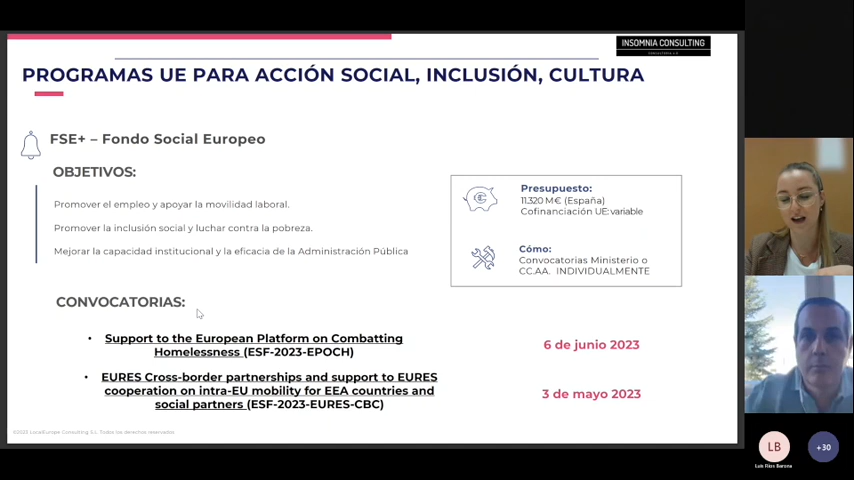 INSOMNIA CONSULTING
PROGRAMAS UE PARA ACCIÓN SOCIAL, INCLUSIÓN, CULTURA
FSE+ – Fondo Social Europeo
OBJETIVOS:
Promover el empleo y apoyar la movilidad laboral.
Promover la inclusión social y luchar contra la pobreza.
Mejorar la capacidad institucional y la eficacia de la Administración Pública
Presupuesto:
11.320 M€ (España)
Cofinanciación UE: variable
Cómo:
Convocatorias Ministerio o
CC.AA. INDIVIDUALMENTE
CONVOCATORIAS:
• Support to the European Platform on Combatting
Homelessness (ESF-2023-EPOCH)
6 de junio 2023
• EURES Cross-border partnerships and support to EURES
cooperation on intra-EU mobility for EEA countries and
social partners (ESF-2023-EURES-CBC)
3 de mayo 2023
©2023 LocalEurope Consulting S.L. Todos los derechos reservados
LB
+30